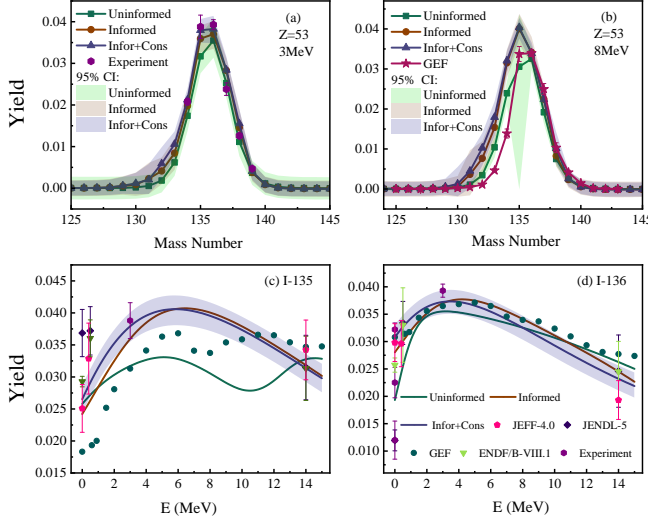 Uninformed
Informed
Infor+Cons
Experiment
95% CI:
Uninformed
Informed
Infor+Cons
(a)
Z=53
3MeV
Yield
0.04
0.03
0.02
0.01
0.00
125 130 135 140 145
Mass Number
Uninformed
Informed
Infor+Cons
GEF
95% CI:
Uninformed
Informed
Infor+Cons
(b)
Z=53
8MeV
0.04
0.03
0.02
0.01
0.00
125 130 135 140 145
Mass Number
(c) I-135
Yield
0.045
0.040
0.035
0.030
0.025
0.020
0.015
0 2 4 6 8 10 12 14
E (MeV)
(d) I-136
0.040
0.035
0.030
0.025
0.020
0.015
0.010
Uninformed Informed
Infor+Cons JEFF-4.0 JENDL-5
GEF ENDF/B-VIII.1 Experiment
0 2 4 6 8 10 12 14
E (MeV)